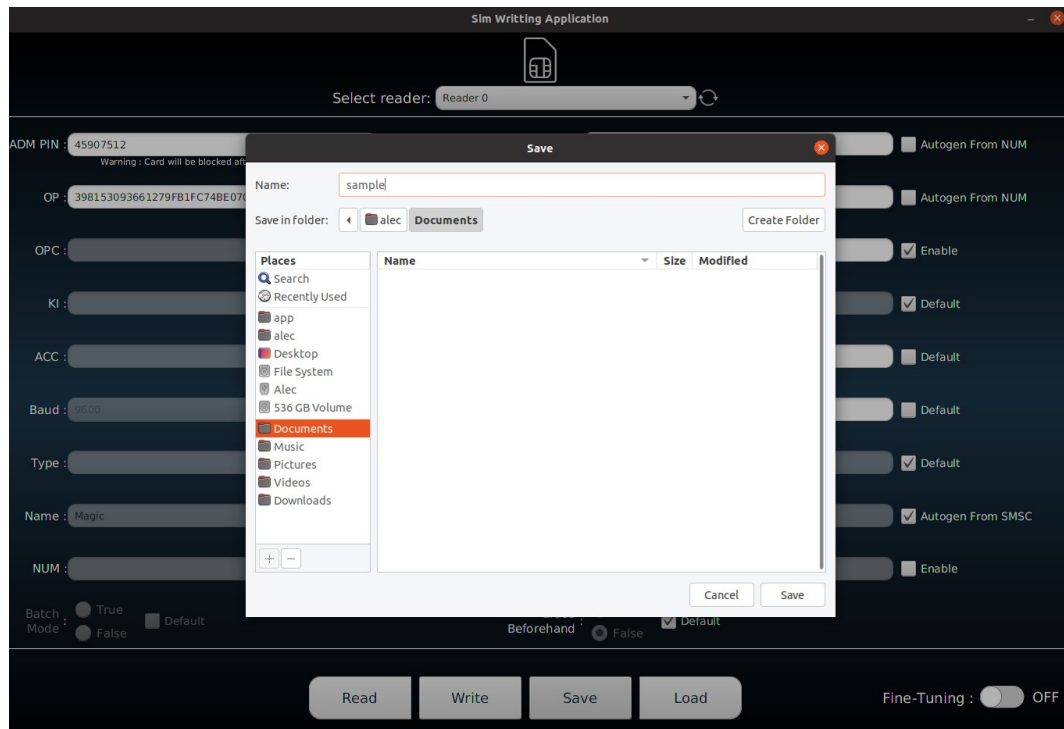 Sim Writting Application
Select reader: Reader 0
ADM PIN : 45907512
Autogen From NUM
Warning : Card will be blocked aft
OP : 398153093661279FB1FC74BE070
Autogen From NUM
OPC :
Enable
KI :
Default
ACC :
Default
Baud : 9600
Default
Type :
Default
Name : Magic
Autogen From SMSC
NUM :
Enable
Batch Mode :
True
False
Default
Beforehand :
False
Default
Save
Name: sample
Save in folder: alec Documents
Create Folder
Places
Name Size Modified
Search
Recently Used
app
alec
Desktop
File System
Alec
536 GB Volume
Documents
Music
Pictures
Videos
Downloads
Cancel Save
Read Write Save Load
Fine-Tuning : OFF